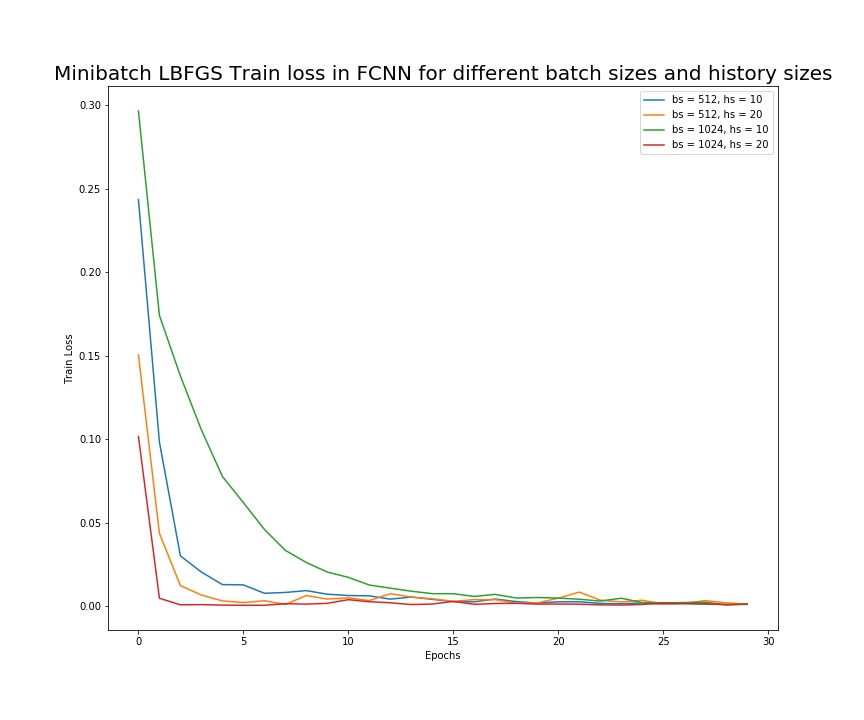 Minibatch LBFGS Train loss in FCNN for different batch sizes and history sizes
bs = 512, hs = 10
bs = 512, hs = 20
bs = 1024, hs = 10
bs = 1024, hs = 20
0.30
0.25
0.20
0.15
0.10
0.05
0.00
Train Loss
0 5 10 15 20 25 30
Epochs